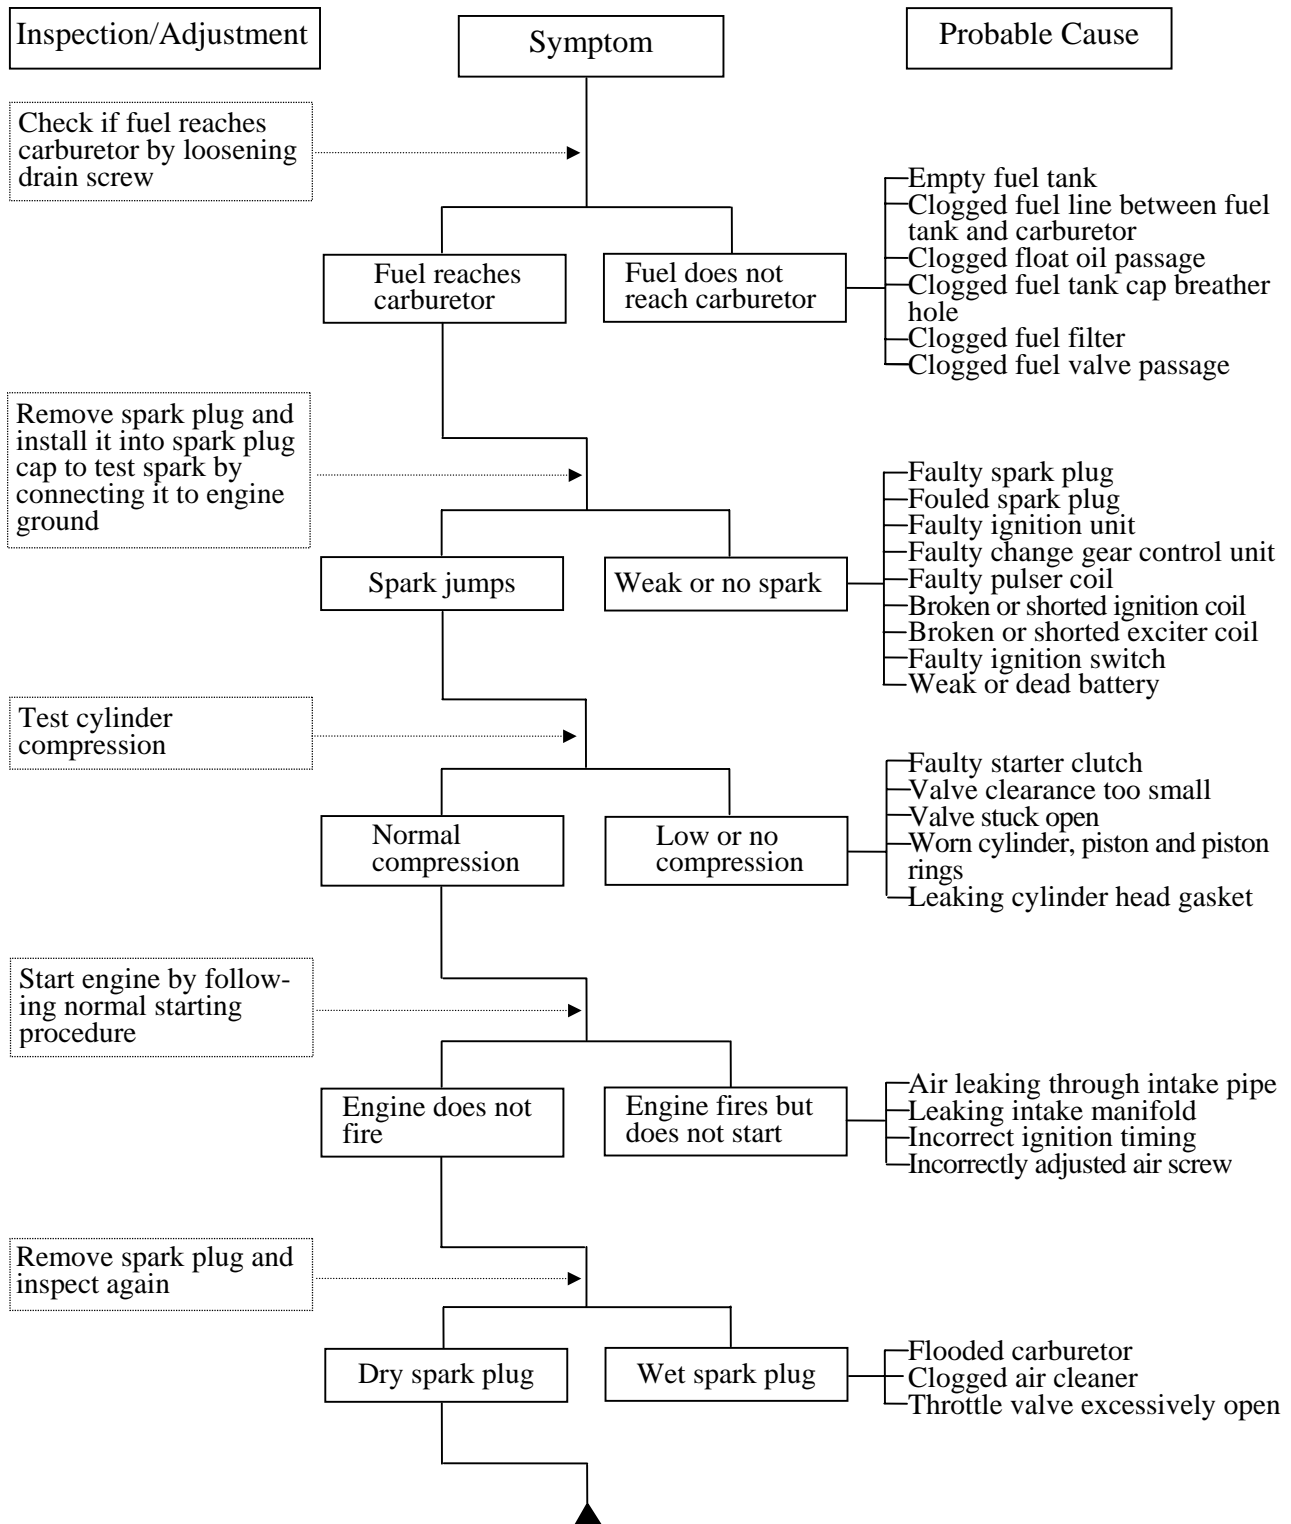 Inspection/Adjustment
Symptom
Probable Cause
Check if fuel reaches
carburetor by loosening
drain screw
Fuel reaches
carburetor
Fuel does not
reach carburetor
Empty fuel tank
Clogged fuel line between fuel
tank and carburetor
Clogged float oil passage
Clogged fuel tank cap breather
hole
Clogged fuel filter
Clogged fuel valve passage
Remove spark plug and
install it into spark plug
cap to test spark by
connecting it to engine
ground
Spark jumps
Weak or no spark
Faulty spark plug
Fouled spark plug
Faulty ignition unit
Faulty change gear control unit
Faulty pulser coil
Broken or shorted ignition coil
Broken or shorted exciter coil
Faulty ignition switch
Weak or dead battery
Test cylinder
compression
Normal
compression
Low or no
compression
Faulty starter clutch
Valve clearance too small
Valve stuck open
Worn cylinder, piston and piston
rings
Leaking cylinder head gasket
Start engine by follow-
ing normal starting
procedure
Engine does not
fire
Engine fires but
does not start
Air leaking through intake pipe
Leaking intake manifold
Incorrect ignition timing
Incorrectly adjusted air screw
Remove spark plug and
inspect again
Dry spark plug
Wet spark plug
Flooded carburetor
Clogged air cleaner
Throttle valve excessively open